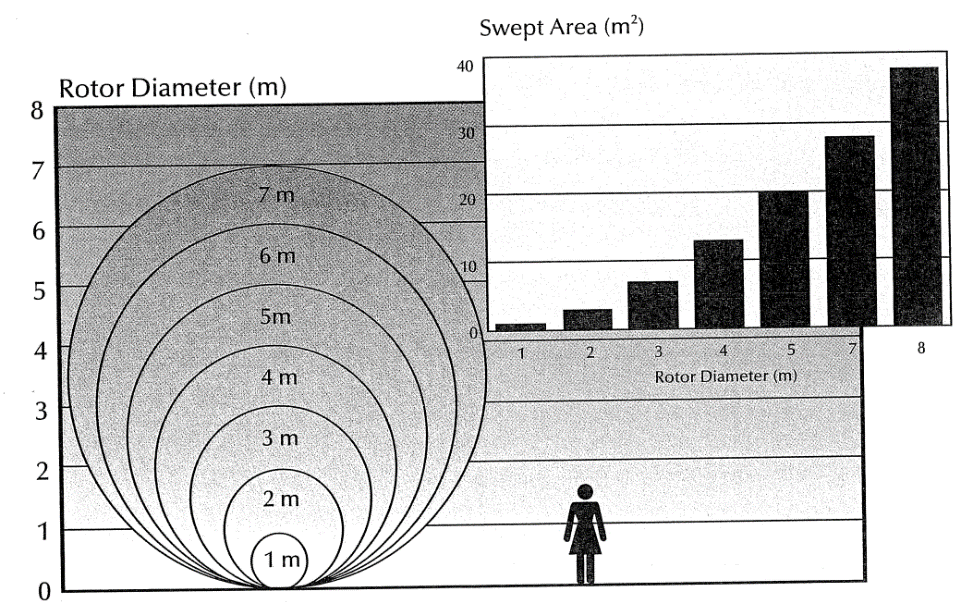 Swept Area (m²)
40
30
20
10
0
1 2 3 4 5 7 8
Rotor Diameter (m)
Rotor Diameter (m)
8
7
6
5
4
3
2
1
0
7 m
6 m
5m
4 m
3 m
2 m
1 m